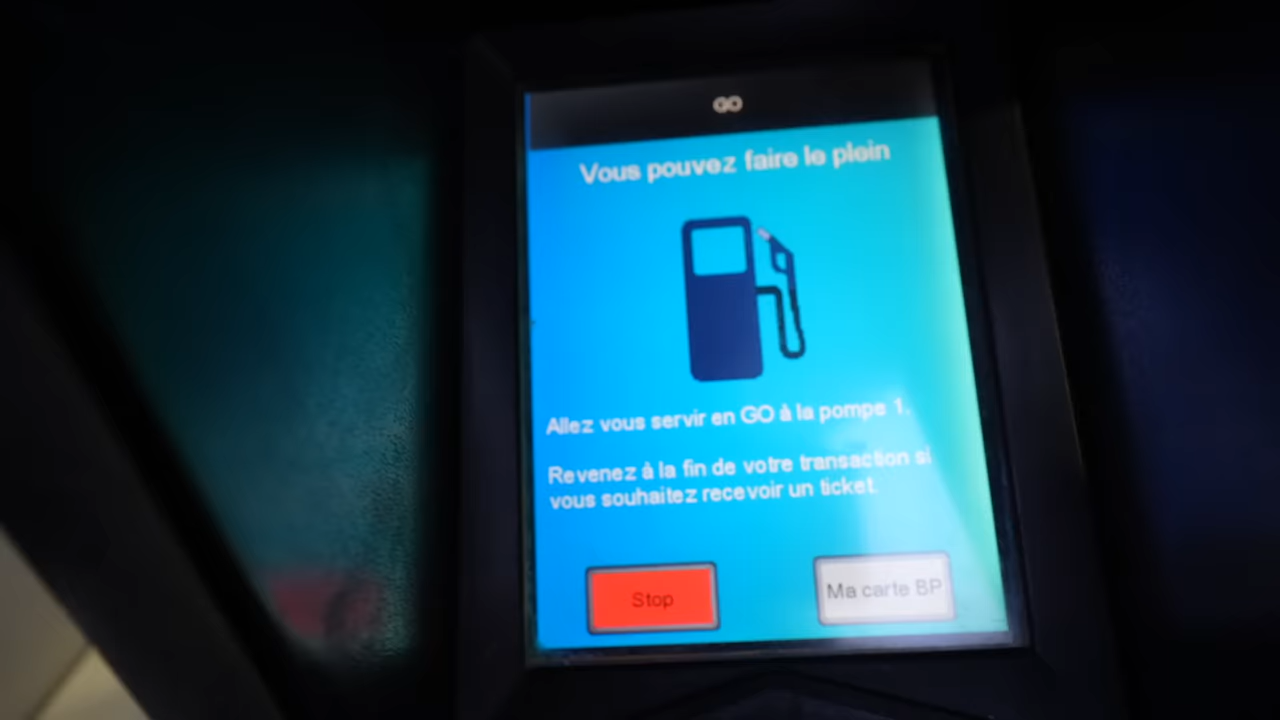 GO
Vous pouvez faire le plein
Allez vous servir en GO à la pompe 1.
Revenez à la fin de votre transaction si
vous souhaitez recevoir un ticket.
Stop
Ma carte BP